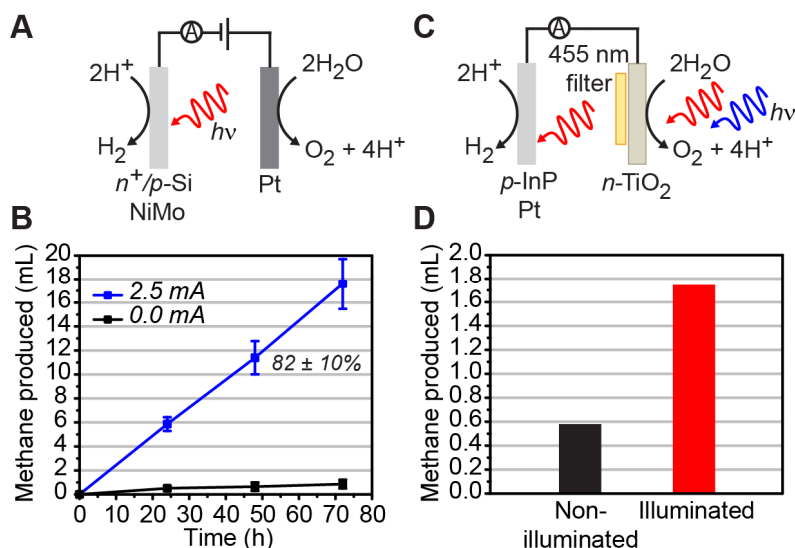 A
A
2H⁺
2H₂O
hν
H₂
O₂ + 4H⁺
n⁺/p-Si
NiMo
Pt
C
A
455 nm
filter
2H⁺
2H₂O
hν
H₂
O₂ + 4H⁺
p-InP
Pt
n-TiO₂
B
Methane produced (mL)
20
18
16
14
12
10
8
6
4
2
0
2.5 mA
0.0 mA
82 ± 10%
0 10 20 30 40 50 60 70 80
Time (h)
D
Methane produced (mL)
2.0
1.8
1.6
1.4
1.2
1.0
0.8
0.6
0.4
0.2
0.0
Non-
illuminated
Illuminated